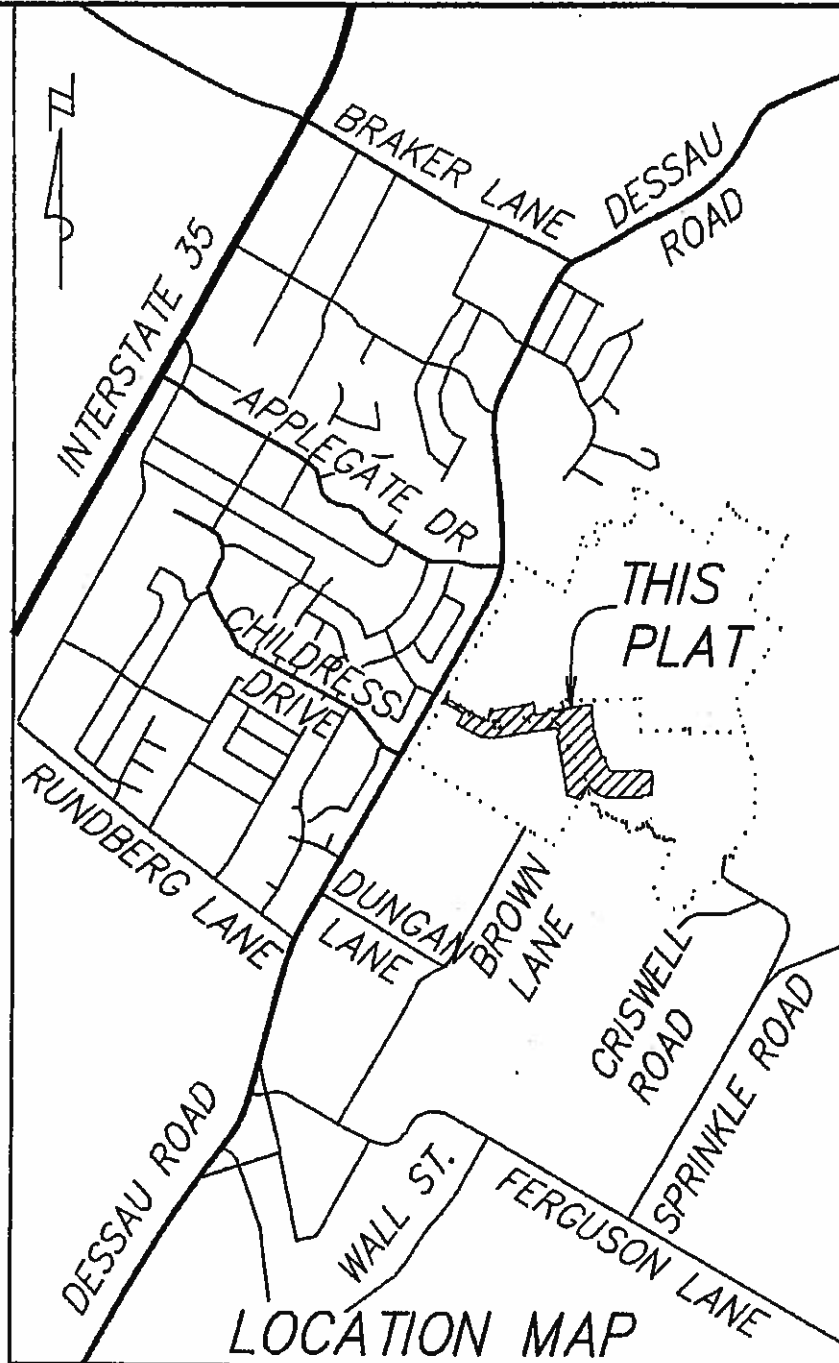 N
BRAKER LANE
DESSAU
ROAD
INTERSTATE 35
APPLEGATE DR
THIS
PLAT
CHILDRESS
DRIVE
RUNDBERG LANE
DUNGAN
LANE
BROWN
LANE
CRISWELL
ROAD
SPRINKLE ROAD
DESSAU ROAD
WALL ST.
FERGUSON LANE
LOCATION MAP